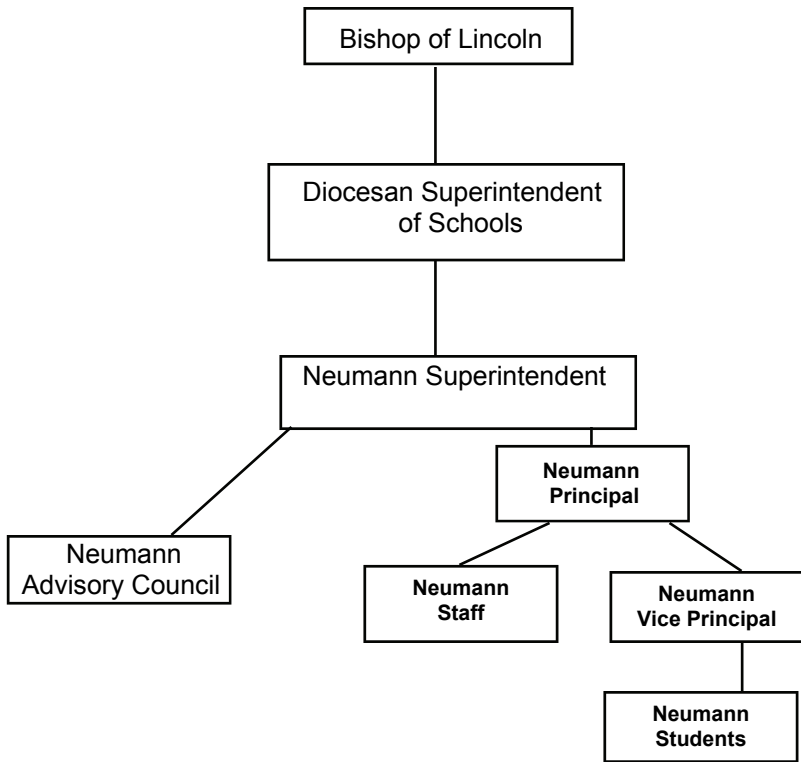 Bishop of Lincoln
Diocesan Superintendent
of Schools
Neumann Superintendent
Neumann
Principal
Neumann
Advisory Council
Neumann
Staff
Neumann
Vice Principal
Neumann
Students